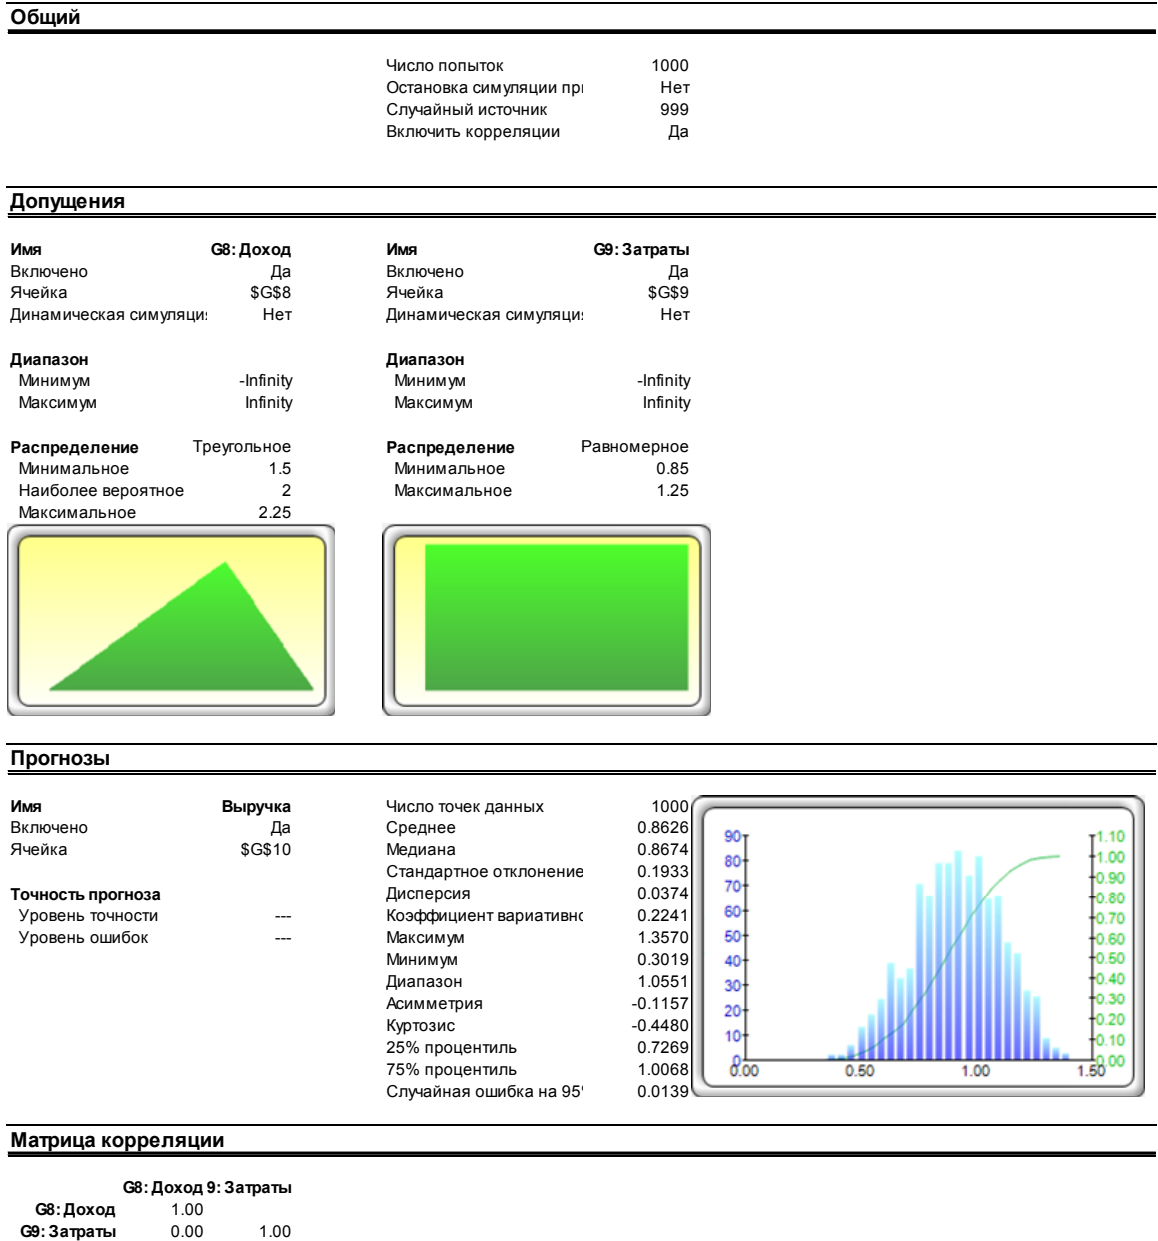 Общий
Число попыток 1000
Остановка симуляции при Нет
Случайный источник 999
Включить корреляции Да
Допущения
Имя G8: Доход Имя G9: Затраты
Включено Да Включено Да
Ячейка $G$8 Ячейка $G$9
Динамическая симуляци Нет Динамическая симуляци Нет
Диапазон Диапазон
Минимум -Infinity Минимум -Infinity
Максимум Infinity Максимум Infinity
Распределение Треугольное Распределение Равномерное
Минимальное 1.5 Минимальное 0.85
Наиболее вероятное 2 Максимальное 1.25
Максимальное 2.25
Прогнозы
Имя Выручка Число точек данных 1000
Включено Да Среднее 0.8626
Ячейка $G$10 Медиана 0.8674
Стандартное отклонение 0.1933
Точность прогноза Дисперсия 0.0374
Уровень точности --- Коэффициент вариативно 0.2241
Уровень ошибок --- Максимум 1.3570
Минимум 0.3019
Диапазон 1.0551
Асимметрия -0.1157
Куртозис -0.4480
25% процентиль 0.7269
75% процентиль 1.0068
Случайная ошибка на 95 0.0139
90 80 70 60 50 40 30 20 10 0
1.10 1.00 0.90 0.80 0.70 0.60 0.50 0.40 0.30 0.20 0.10 0.00
0.00 0.50 1.00 1.50
Матрица корреляции
G8: Доход 9: Затраты
G8: Доход 1.00
G9: Затраты 0.00 1.00